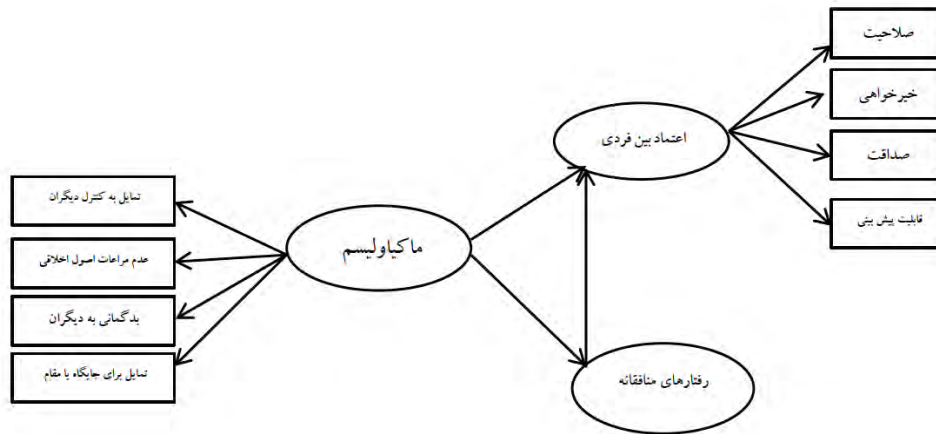 صلاحیت
خیرخواهی
صداقت
قابلیت پیش بینی
اعتماد بین فردی
ماکیاولیسم
رفتارهای منافقانه
تمایل به کنترل دیگران
عدم مراعات اصول اخلاقی
بدگمانی به دیگران
تمایل برای جایگاه یا مقام